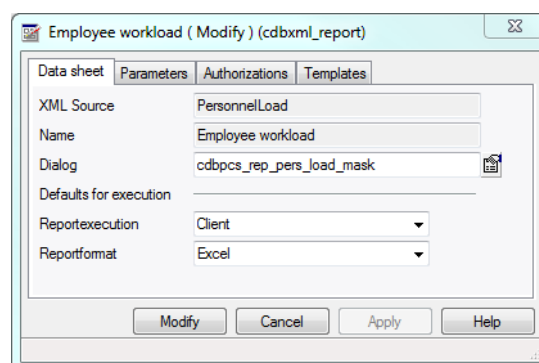 Employee workload ( Modify ) (cdbxml_report)
Data sheet Parameters Authorizations Templates
XML Source PersonnelLoad
Name Employee workload
Dialog cdbpcs_rep_pers_load_mask
Defaults for execution
Reportexecution Client
Reportformat Excel
Modify Cancel Apply Help